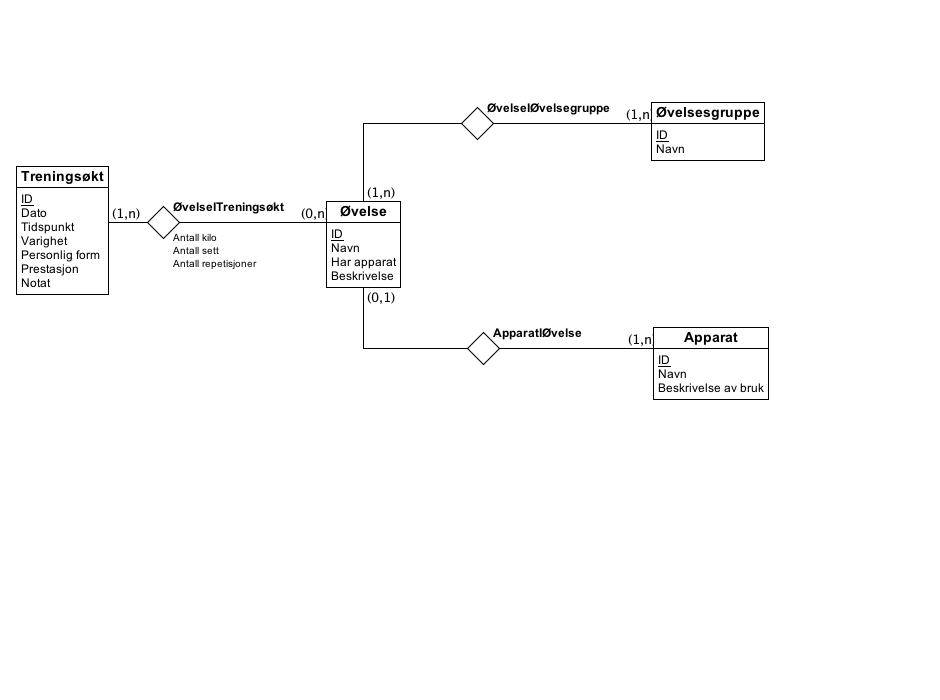 ØvelseIØvelsegruppe
(1,n
Øvelsesgruppe
ID
Navn
Treningsøkt
ID
Dato
Tidspunkt
Varighet
Personlig form
Prestasjon
Notat
(1,n)
ØvelseITreningsøkt
Antall kilo
Antall sett
Antall repetisjoner
(0,n
(1,n)
Øvelse
ID
Navn
Har apparat
Beskrivelse
(0,1)
ApparatIØvelse
(1,n
Apparat
ID
Navn
Beskrivelse av bruk